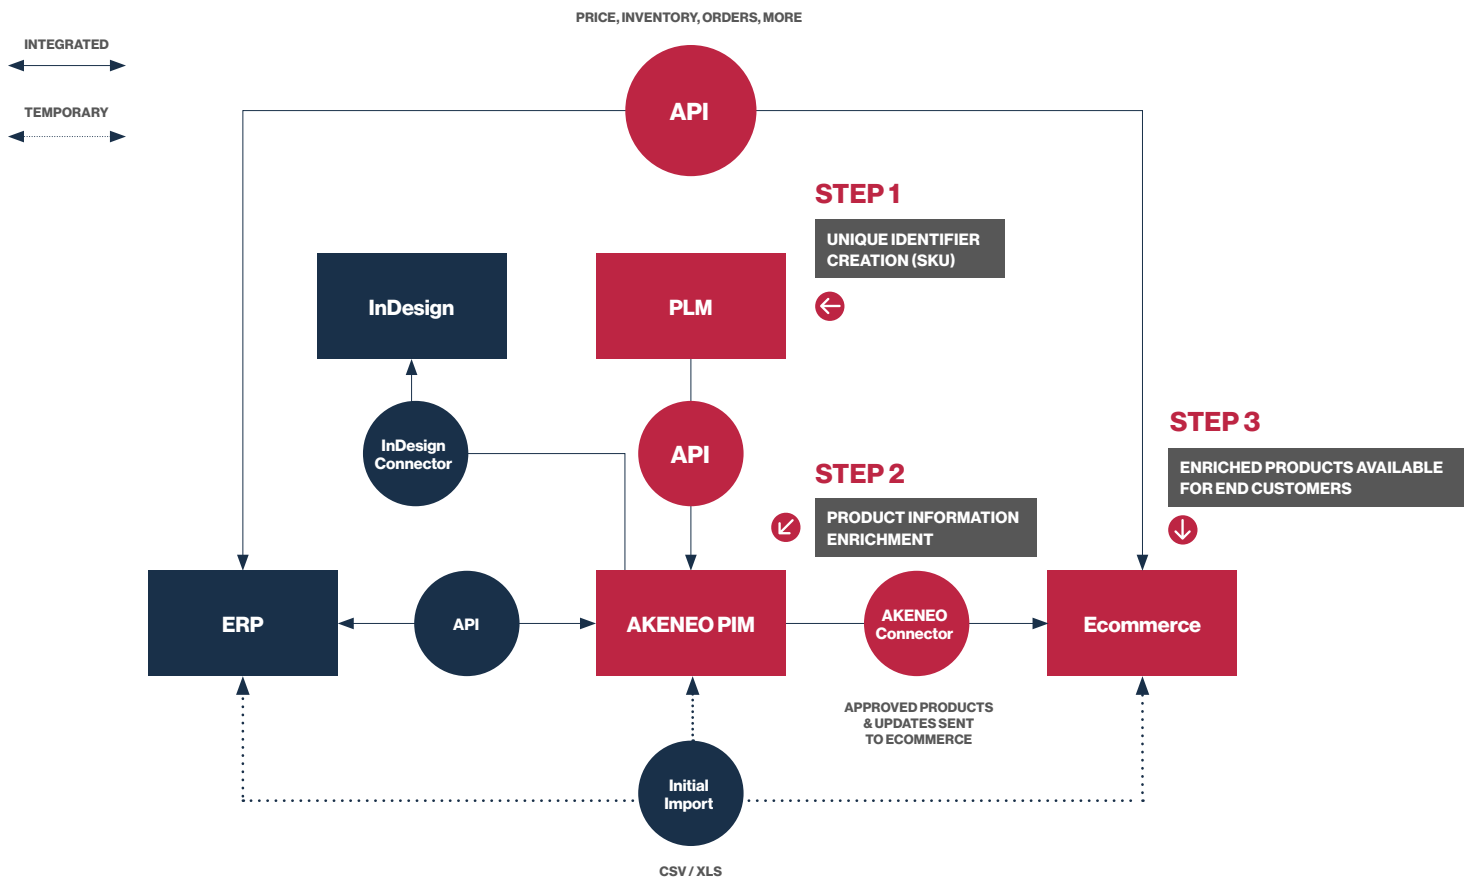 PRICE, INVENTORY, ORDERS, MORE
INTEGRATED
TEMPORARY
API
STEP 1
UNIQUE IDENTIFIER
CREATION (SKU)
InDesign
PLM
InDesign
Connector
API
STEP 2
PRODUCT INFORMATION
ENRICHMENT
STEP 3
ENRICHED PRODUCTS AVAILABLE
FOR END CUSTOMERS
ERP
API
AKENEO PIM
AKENEO
Connector
Ecommerce
APPROVED PRODUCTS
& UPDATES SENT
TO ECOMMERCE
Initial
Import
CSV / XLS